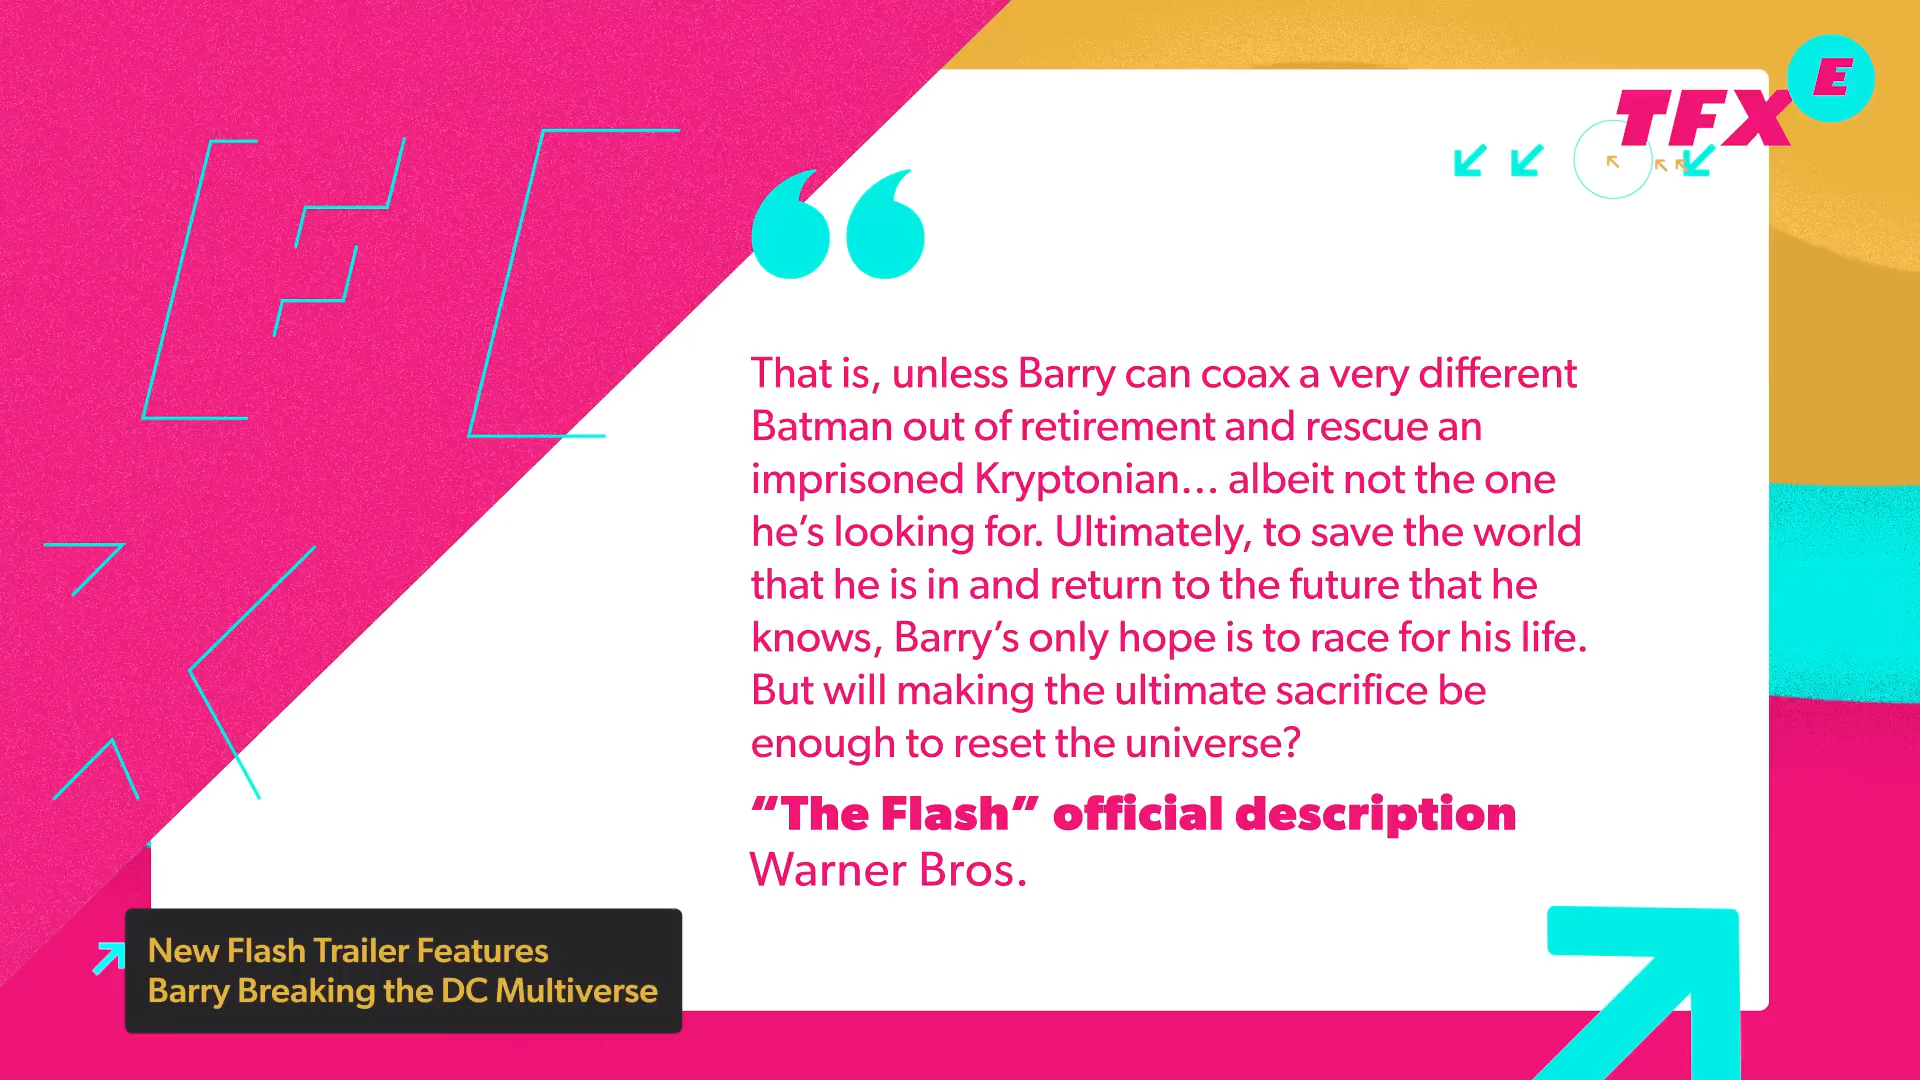 TFX
E
That is, unless Barry can coax a very different
Batman out of retirement and rescue an
imprisoned Kryptonian... albeit not the one
he’s looking for. Ultimately, to save the world
that he is in and return to the future that he
knows, Barry’s only hope is to race for his life.
But will making the ultimate sacrifice be
enough to reset the universe?
“The Flash” official description
Warner Bros.
New Flash Trailer Features
Barry Breaking the DC Multiverse